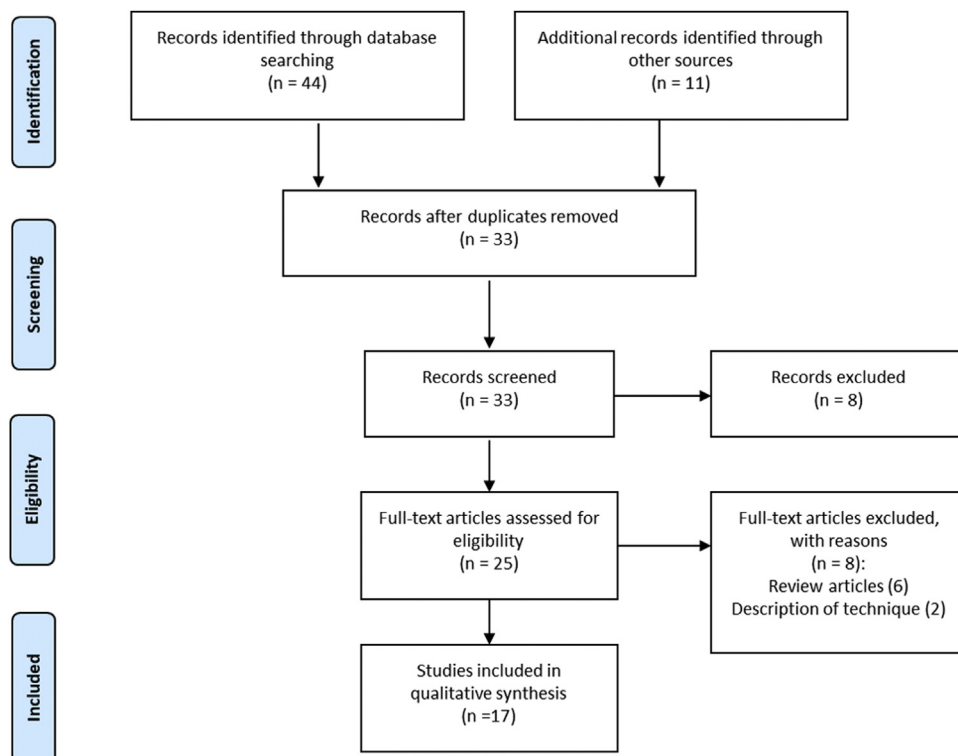 Identification
Records identified through database
searching
(n = 44)
Additional records identified through
other sources
(n = 11)
Screening
Records after duplicates removed
(n = 33)
Records screened
(n = 33)
Records excluded
(n = 8)
Eligibility
Full-text articles assessed for
eligibility
(n = 25)
Full-text articles excluded,
with reasons
(n = 8):
Review articles (6)
Description of technique (2)
Included
Studies included in
qualitative synthesis
(n =17)